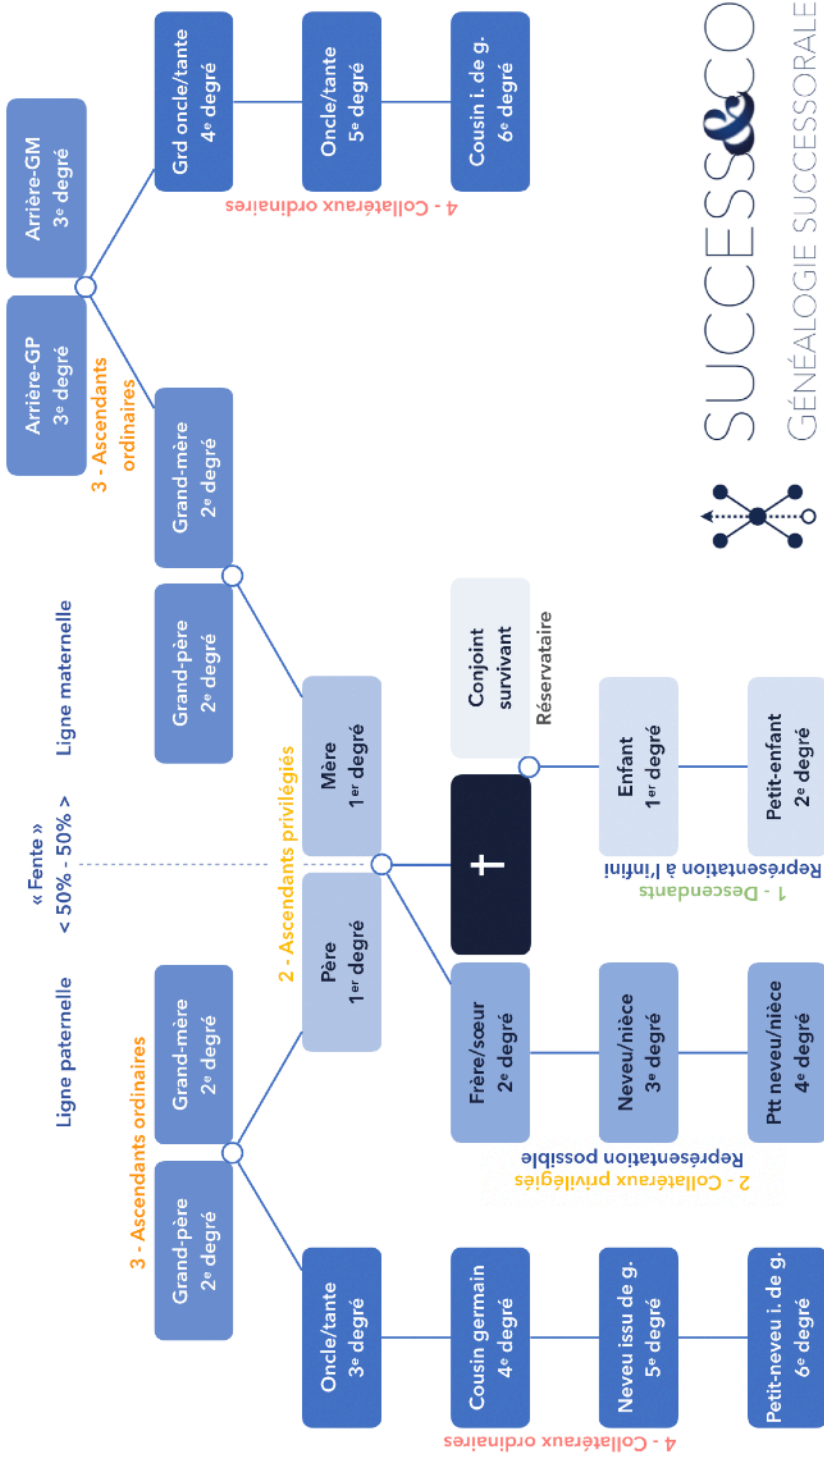 « Fente »
< 50% - 50% >
Ligne paternelle
Ligne maternelle
Arrière-GP
3e degré
Arrière-GM
3e degré
3 - Ascendants
ordinaires
3 - Ascendants ordinaires
Grand-père
2e degré
Grand-mère
2e degré
Grand-père
2e degré
Grand-mère
2e degré
Grd oncle/tante
4e degré
2 - Ascendants privilégiés
Oncle/tante
3e degré
Père
1er degré
Mère
1er degré
Oncle/tante
5e degré
4 - Collatéraux ordinaires
Cousin germain
4e degré
Frère/sœur
2e degré
†
Conjoint
survivant
Réservataire
Cousin i. de g.
6e degré
4 - Collatéraux ordinaires
2 - Collatéraux privilégiés
Représentation possible
Neveu issu de g.
5e degré
Neveu/nièce
3e degré
1 - Descendants
Représentation à l'infini
Enfant
1er degré
Petit-neveu i. de g.
6e degré
Ptt neveu/nièce
4e degré
Petit-enfant
2e degré
SUCCESS&CO
GÉNÉALOGIE SUCCESSORALE